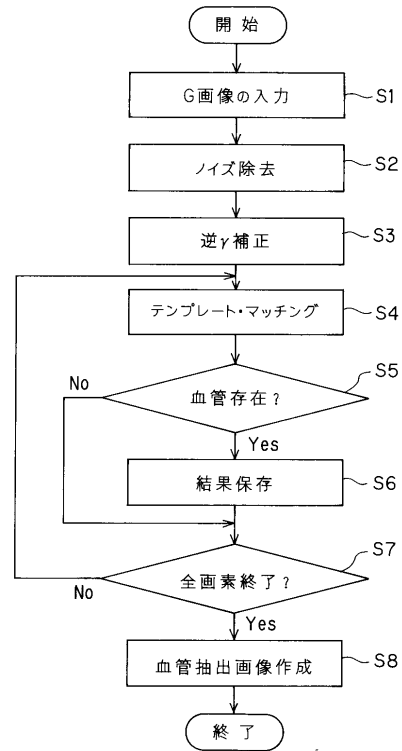 開始
G画像の入力
S1
ノイズ除去
S2
逆γ補正
S3
テンプレート・マッチング
S4
血管存在?
S5
No
Yes
結果保存
S6
全画素終了?
S7
No
Yes
血管抽出画像作成
S8
終了